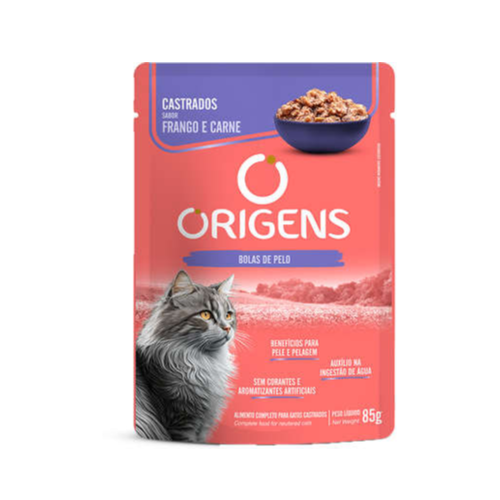 CASTRADOS
SABOR
FRANGO E CARNE
ORIGENS
BOLAS DE PELO
BENEFÍCIOS PARA
PELE E PELAGEM
AUXÍLIO NA
INGESTÃO DE ÁGUA
SEM CORANTES E
AROMATIZANTES ARTIFICIAIS
ALIMENTO COMPLETO PARA GATOS CASTRADOS
Complete food for neutered cats
PESO LÍQUIDO
Net Weight
85g